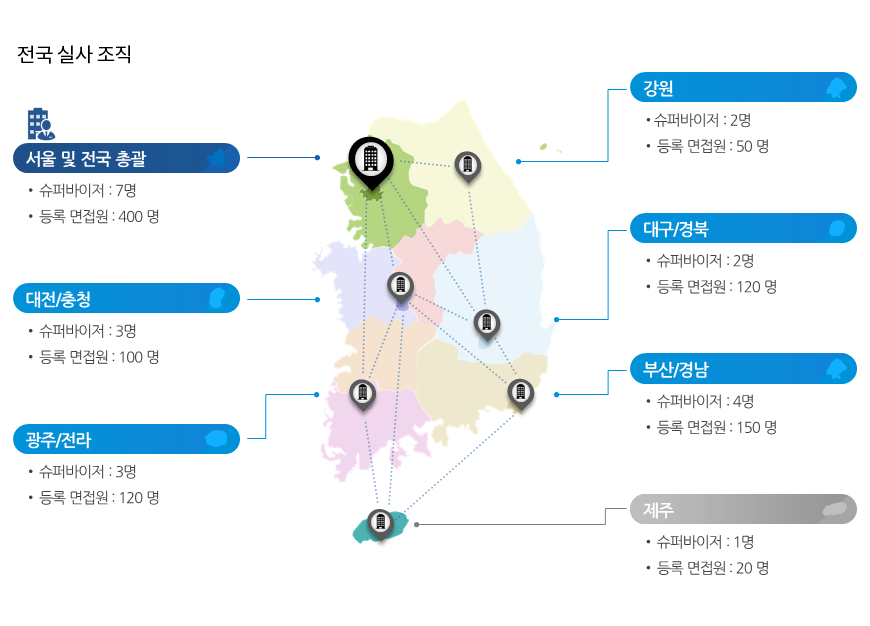 전국 실사 조직
서울 및 전국 총괄
• 슈퍼바이저 : 7명
• 등록 면접원 : 400 명
대전/충청
• 슈퍼바이저 : 3명
• 등록 면접원 : 100 명
광주/전라
• 슈퍼바이저 : 3명
• 등록 면접원 : 120 명
강원
• 슈퍼바이저 : 2명
• 등록 면접원 : 50 명
대구/경북
• 슈퍼바이저 : 2명
• 등록 면접원 : 120 명
부산/경남
• 슈퍼바이저 : 4명
• 등록 면접원 : 150 명
제주
• 슈퍼바이저 : 1명
• 등록 면접원 : 20 명